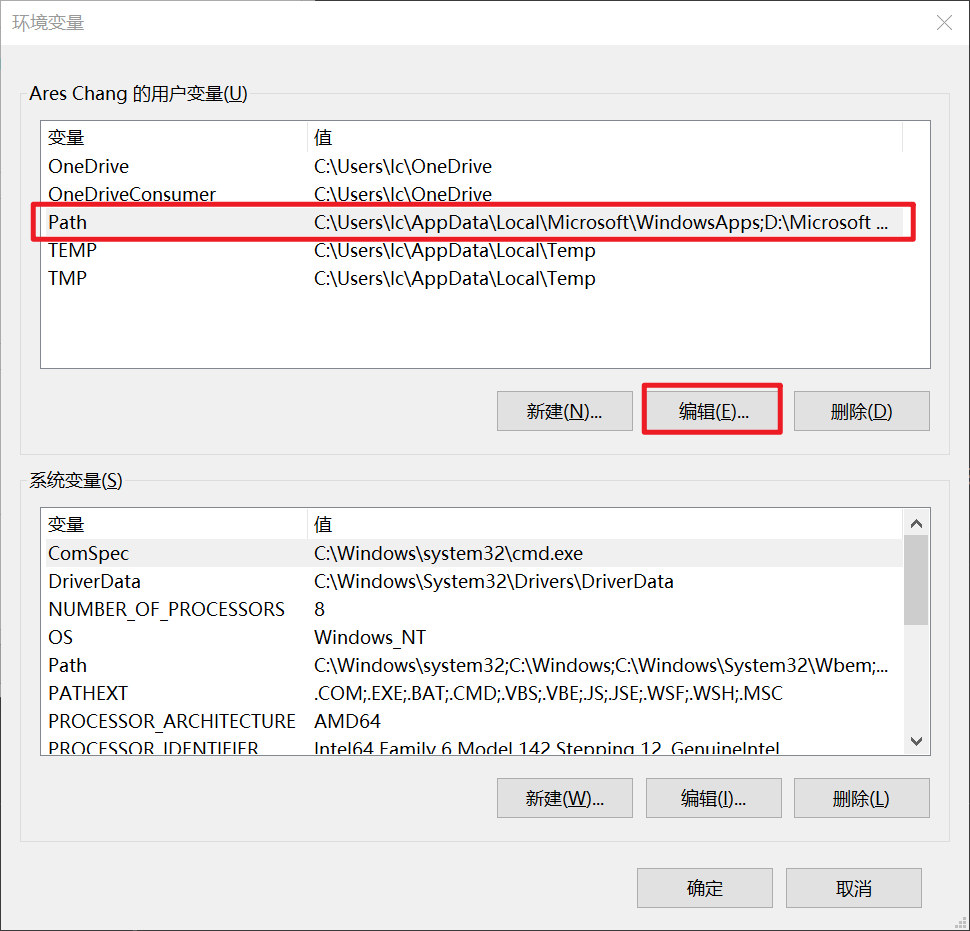 环境变量
Ares Chang 的用户变量(U)
变量 值
OneDrive C:\Users\lc\OneDrive
OneDriveConsumer C:\Users\lc\OneDrive
Path C:\Users\lc\AppData\Local\Microsoft\WindowsApps;D:\Microsoft ...
TEMP C:\Users\lc\AppData\Local\Temp
TMP C:\Users\lc\AppData\Local\Temp
新建(N)... 编辑(E)... 删除(D)
系统变量(S)
变量 值
ComSpec C:\Windows\system32\cmd.exe
DriverData C:\Windows\System32\Drivers\DriverData
NUMBER_OF_PROCESSORS 8
OS Windows_NT
Path C:\Windows\system32;C:\Windows;C:\Windows\System32\Wbem;...
PATHEXT .COM;.EXE;.BAT;.CMD;.VBS;.VBE;.JS;.JSE;.WSF;.WSH;.MSC
PROCESSOR_ARCHITECTURE AMD64
PROCESSOR_IDENTIFIER Intel64 Family 6 Model 142 Stepping 12, GenuineIntel
新建(W)... 编辑(I)... 删除(L)
确定 取消